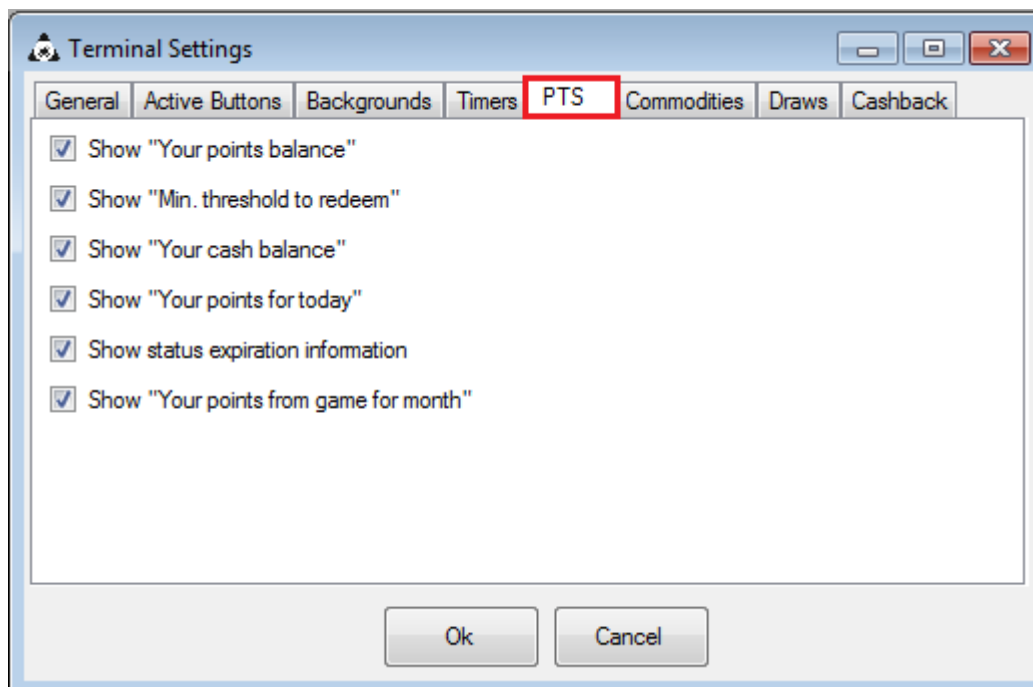 Terminal Settings
General Active Buttons Backgrounds Timers PTS Commodities Draws Cashback
Show "Your points balance"
Show "Min. threshold to redeem"
Show "Your cash balance"
Show "Your points for today"
Show status expiration information
Show "Your points from game for month"
Ok Cancel